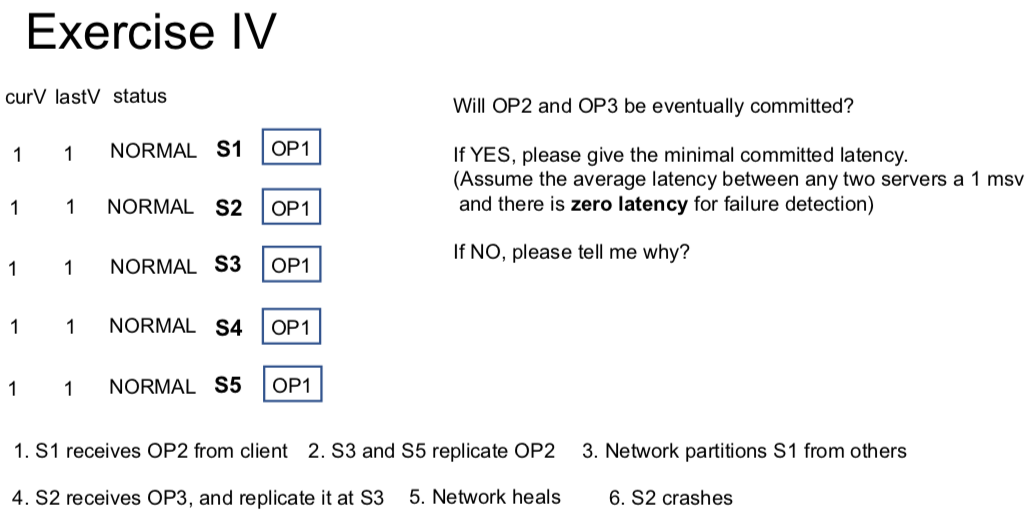 Exercise IV
curV lastV status
1 1 NORMAL S1 OP1
1 1 NORMAL S2 OP1
1 1 NORMAL S3 OP1
1 1 NORMAL S4 OP1
1 1 NORMAL S5 OP1
Will OP2 and OP3 be eventually committed?
If YES, please give the minimal committed latency.
(Assume the average latency between any two servers a 1 msv
and there is zero latency for failure detection)
If NO, please tell me why?
1. S1 receives OP2 from client 2. S3 and S5 replicate OP2 3. Network partitions S1 from others
4. S2 receives OP3, and replicate it at S3 5. Network heals 6. S2 crashes